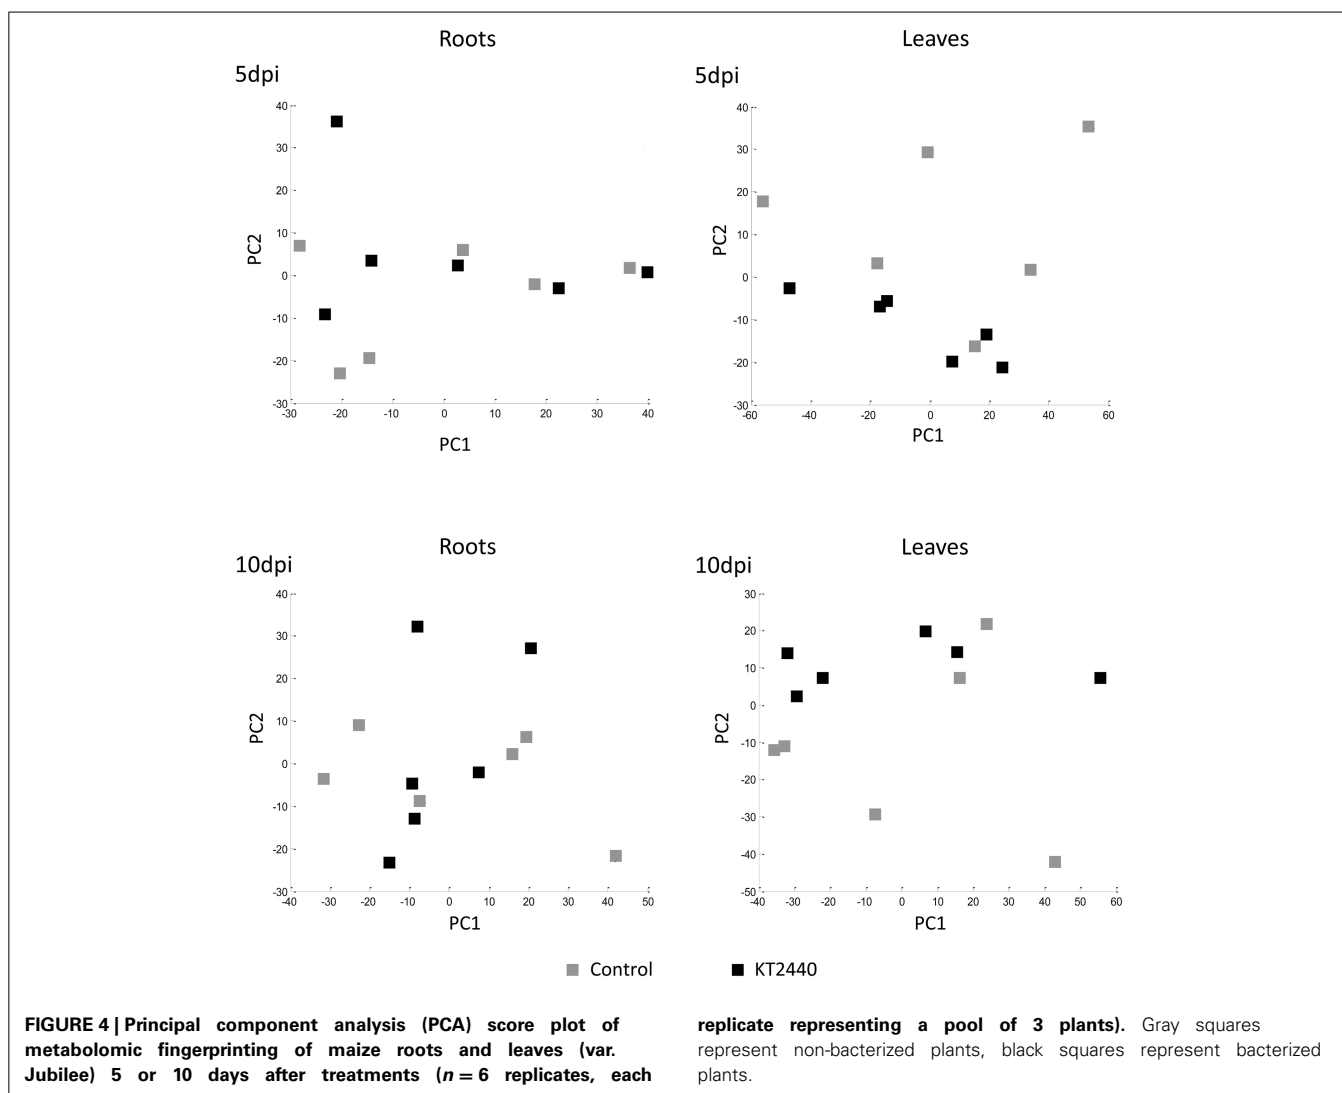 Roots
5dpi
40
30
20
10
0
-10
-20
-30
-30 -20 -10 0 10 20 30 40
PC2
PC1
Leaves
5dpi
40
30
20
10
0
-10
-20
-30
-60 -40 -20 0 20 40 60
PC2
PC1
Roots
10dpi
40
30
20
10
0
-10
-20
-30
-40 -30 -20 -10 0 10 20 30 40 50
PC2
PC1
Leaves
10dpi
30
20
10
0
-10
-20
-30
-40
-50
-40 -30 -20 -10 0 10 20 30 40 50 60
PC2
PC1
Control KT2440
FIGURE 4 | Principal component analysis (PCA) score plot of
metabolomic fingerprinting of maize roots and leaves (var.
Jubilee) 5 or 10 days after treatments (n = 6 replicates, each
replicate representing a pool of 3 plants). Gray squares
represent non-bacterized plants, black squares represent bacterized
plants.